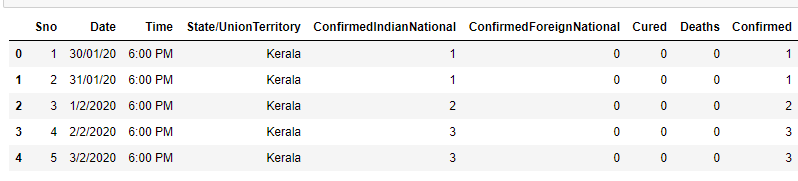 Sno Date Time State/UnionTerritory ConfirmedIndianNational ConfirmedForeignNational Cured Deaths Confirmed
0 1 30/01/20 6:00 PM Kerala 1 0 0 0 1
1 2 31/01/20 6:00 PM Kerala 1 0 0 0 1
2 3 1/2/2020 6:00 PM Kerala 2 0 0 0 2
3 4 2/2/2020 6:00 PM Kerala 3 0 0 0 3
4 5 3/2/2020 6:00 PM Kerala 3 0 0 0 3